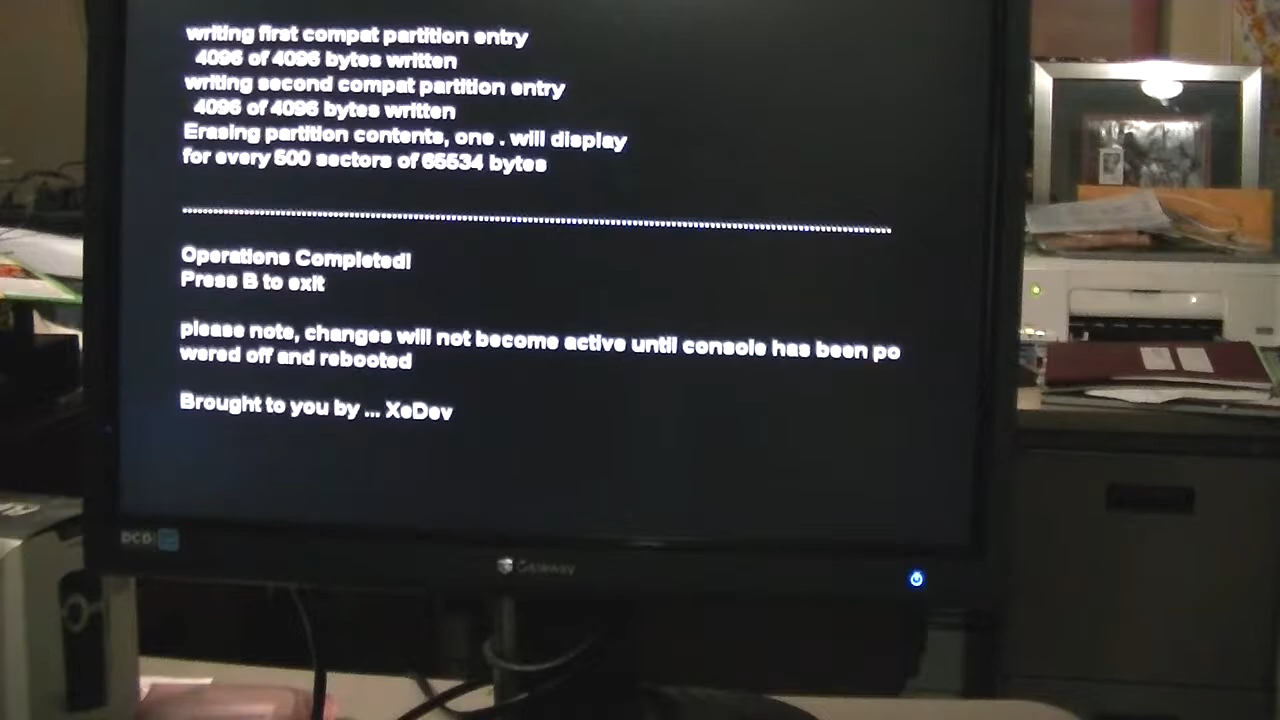 writing first compat partition entry
4096 of 4096 bytes written
writing second compat partition entry
4096 of 4096 bytes written
Erasing partition contents, one . will display
for every 500 sectors of 65534 bytes
Operations Completed!
Press B to exit
please note, changes will not become active until console has been po
wered off and rebooted
Brought to you by ... XeDev
DCDi
Gateway